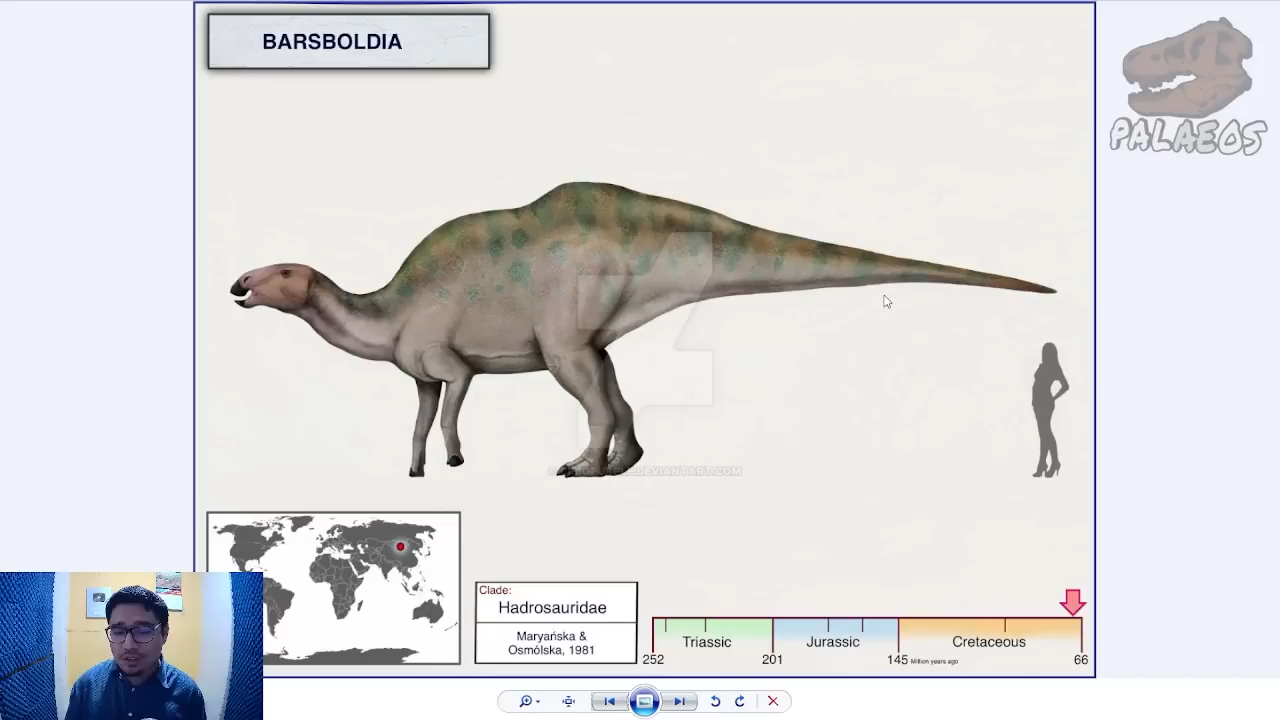 BARSBOLDIA
PALAEOS
Clade:
Hadrosauridae
Maryańska &
Osmólska, 1981
Triassic
Jurassic
Cretaceous
252
201
145 Million years ago
66